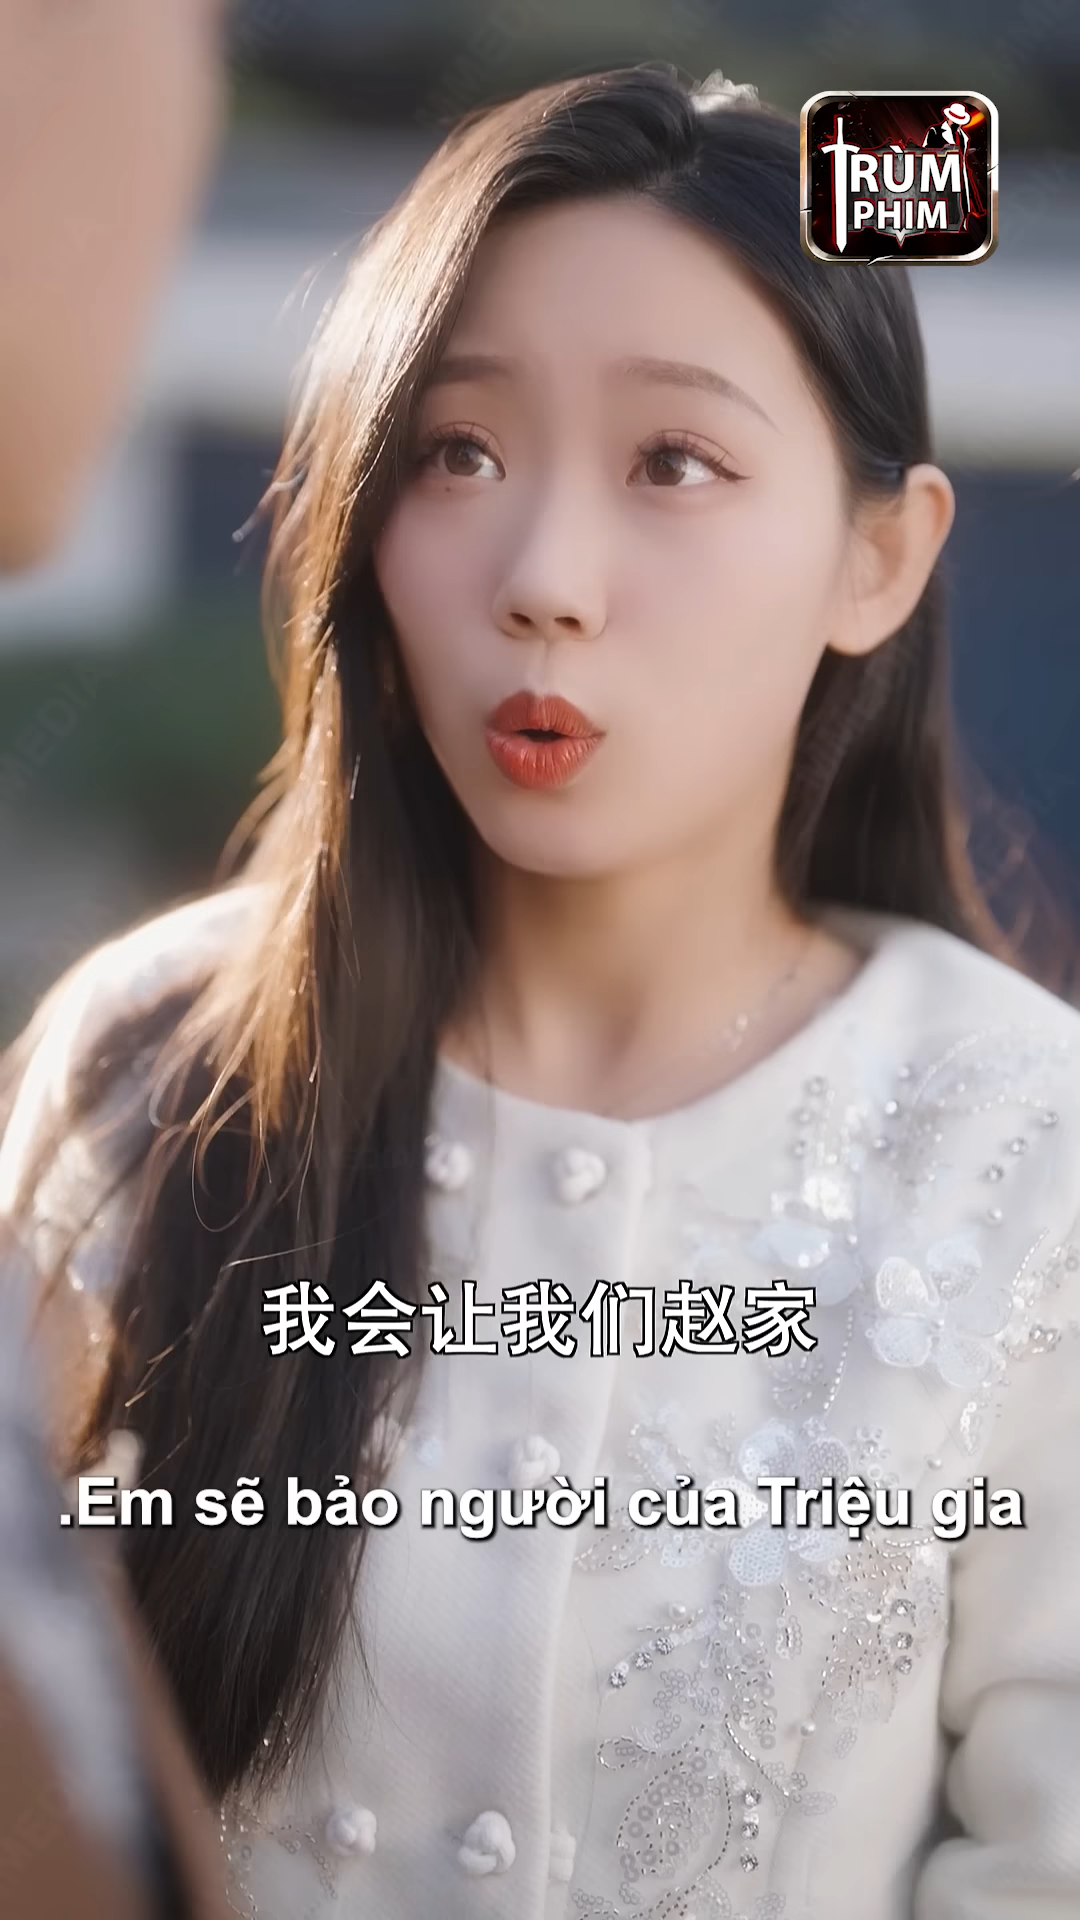 TRÙM
PHIM
我会让我们赵家
.Em sẽ bảo người của Triệu gia